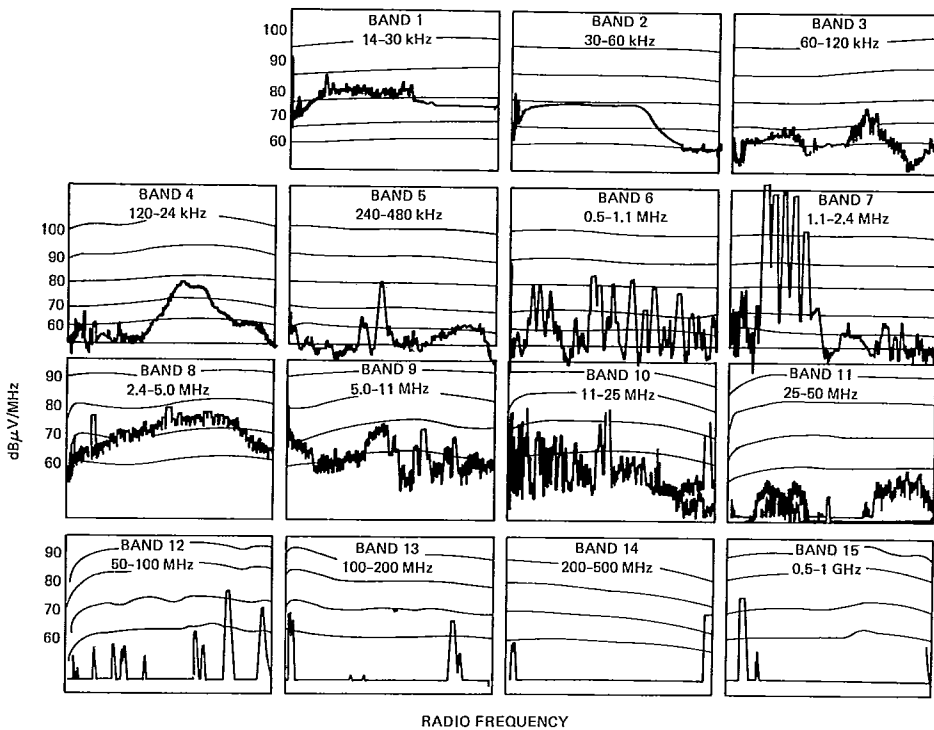 BAND 1
14-30 kHz
BAND 2
30-60 kHz
BAND 3
60-120 kHz
100
90
80
70
60
BAND 4
120-24 kHz
BAND 5
240-480 kHz
BAND 6
0.5-1.1 MHz
BAND 7
1.1-2.4 MHz
100
90
80
70
60
BAND 8
2.4-5.0 MHz
BAND 9
5.0-11 MHz
BAND 10
11-25 MHz
BAND 11
25-50 MHz
90
80
70
60
dBμV/MHz
BAND 12
50-100 MHz
BAND 13
100-200 MHz
BAND 14
200-500 MHz
BAND 15
0.5-1 GHz
90
80
70
60
RADIO FREQUENCY